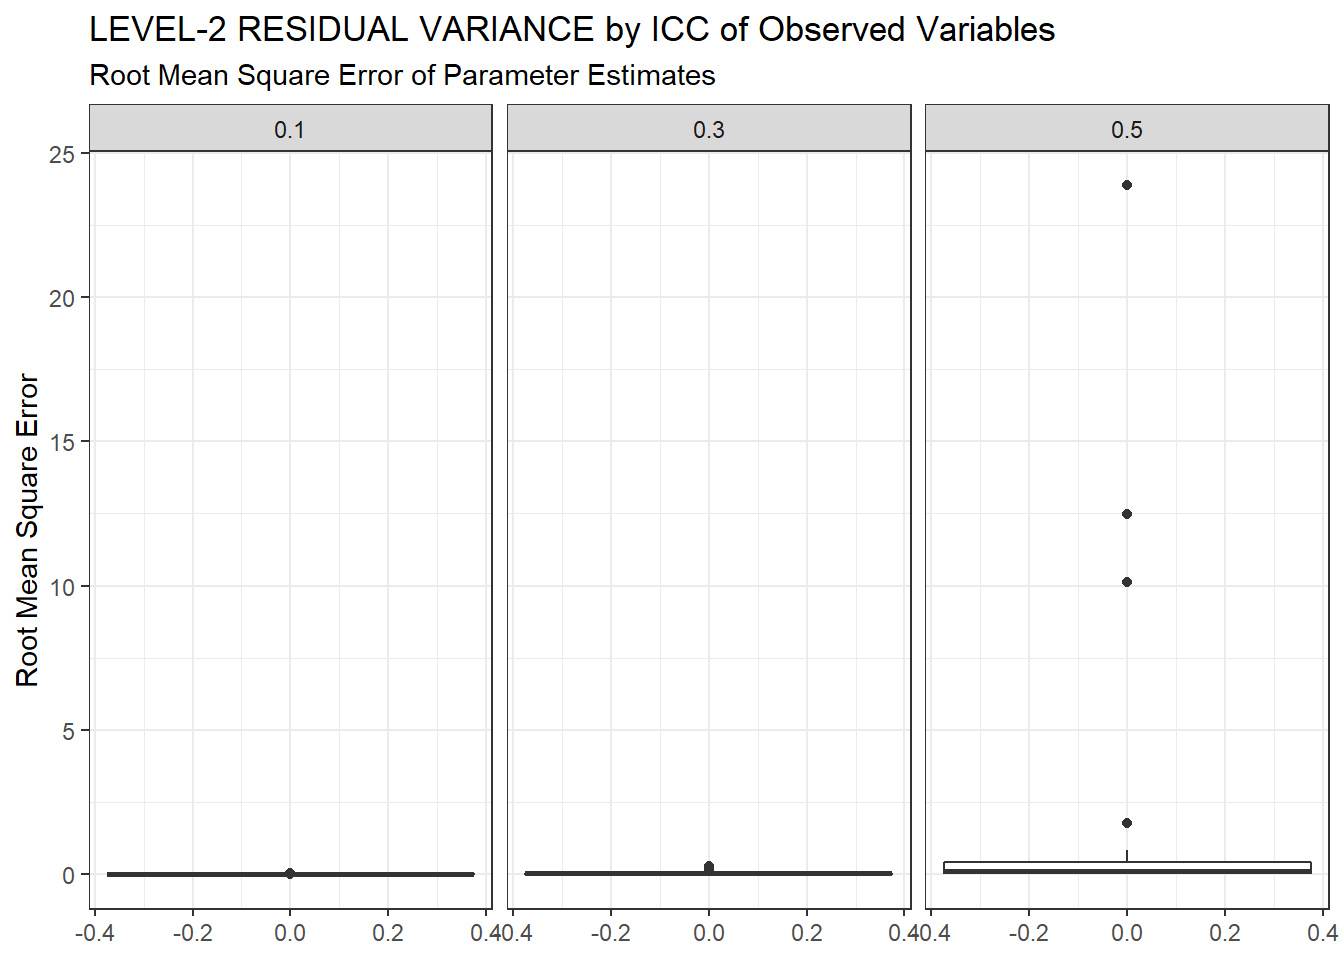 LEVEL-2 RESIDUAL VARIANCE by ICC of Observed Variables
Root Mean Square Error of Parameter Estimates
0.1 0.3 0.5
Root Mean Square Error
25
20
15
10
5
0
-0.4 -0.2 0.0 0.2 0.4 -0.4 -0.2 0.0 0.2 0.4 -0.4 -0.2 0.0 0.2 0.4